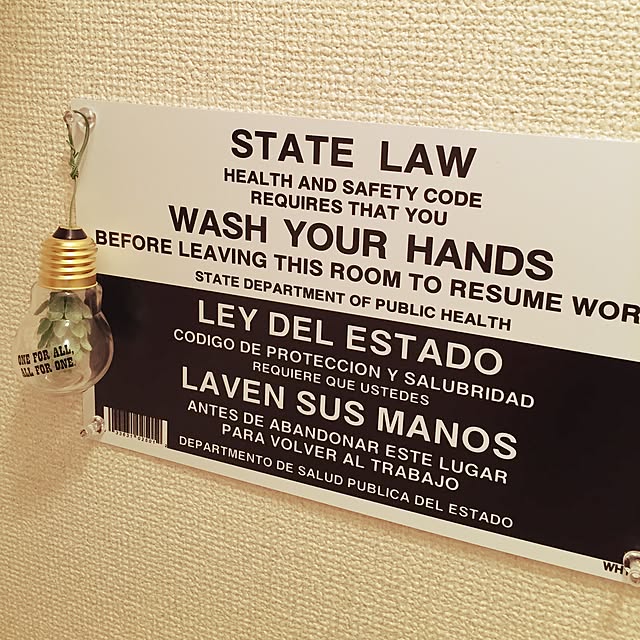 STATE LAW
HEALTH AND SAFETY CODE
REQUIRES THAT YOU
WASH YOUR HANDS
BEFORE LEAVING THIS ROOM TO RESUME WOR
STATE DEPARTMENT OF PUBLIC HEALTH
LEY DEL ESTADO
CODIGO DE PROTECCION Y SALUBRIDAD
REQUIERE QUE USTEDES
LAVEN SUS MANOS
ANTES DE ABANDONAR ESTE LUGAR
PARA VOLVER AL TRABAJO
DEPARTMENTO DE SALUD PUBLICA DEL ESTADO
ONE FOR ALL,
ALL FOR ONE.